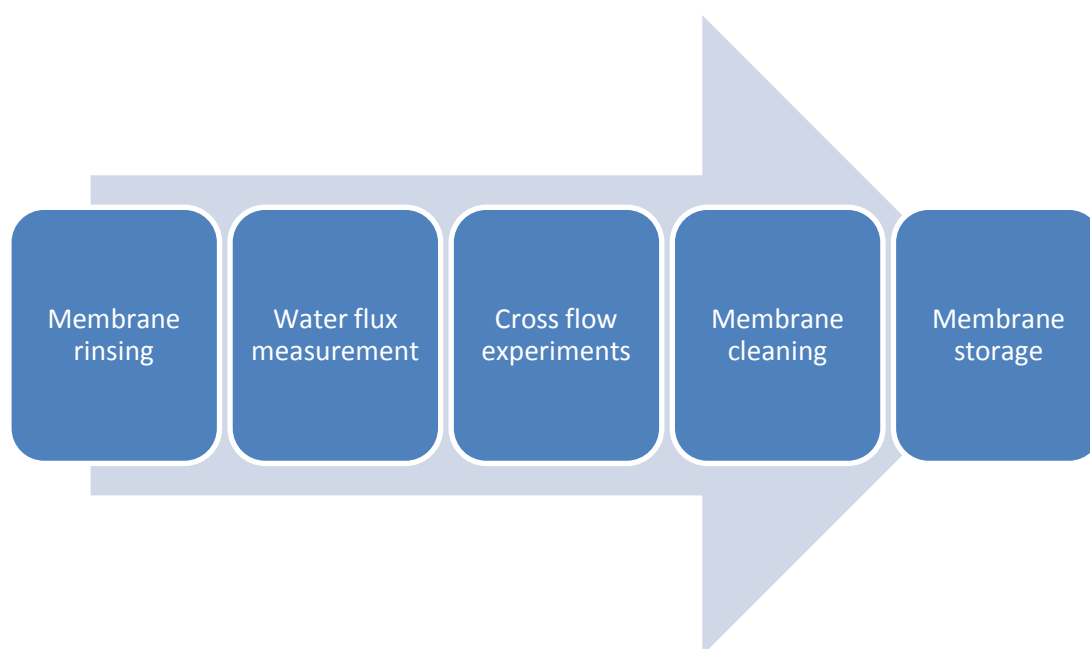 Membrane
rinsing
Water flux
measurement
Cross flow
experiments
Membrane
cleaning
Membrane
storage